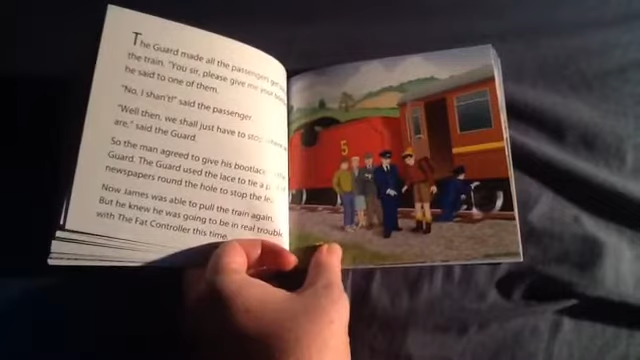 The Guard made all the passengers get
the train. "You sir, please give me your
he said to one of them.
"No, I shan't!" said the passenger.
"Well then, we shall just have to stop where
are," said the Guard.
So the man agreed to give his bootlace
Guard. The Guard used the lace to tie a
newspapers round the hole to stop the
Now James was able to pull the train again.
But he knew he was going to be in real trouble
with The Fat Controller this time.
5